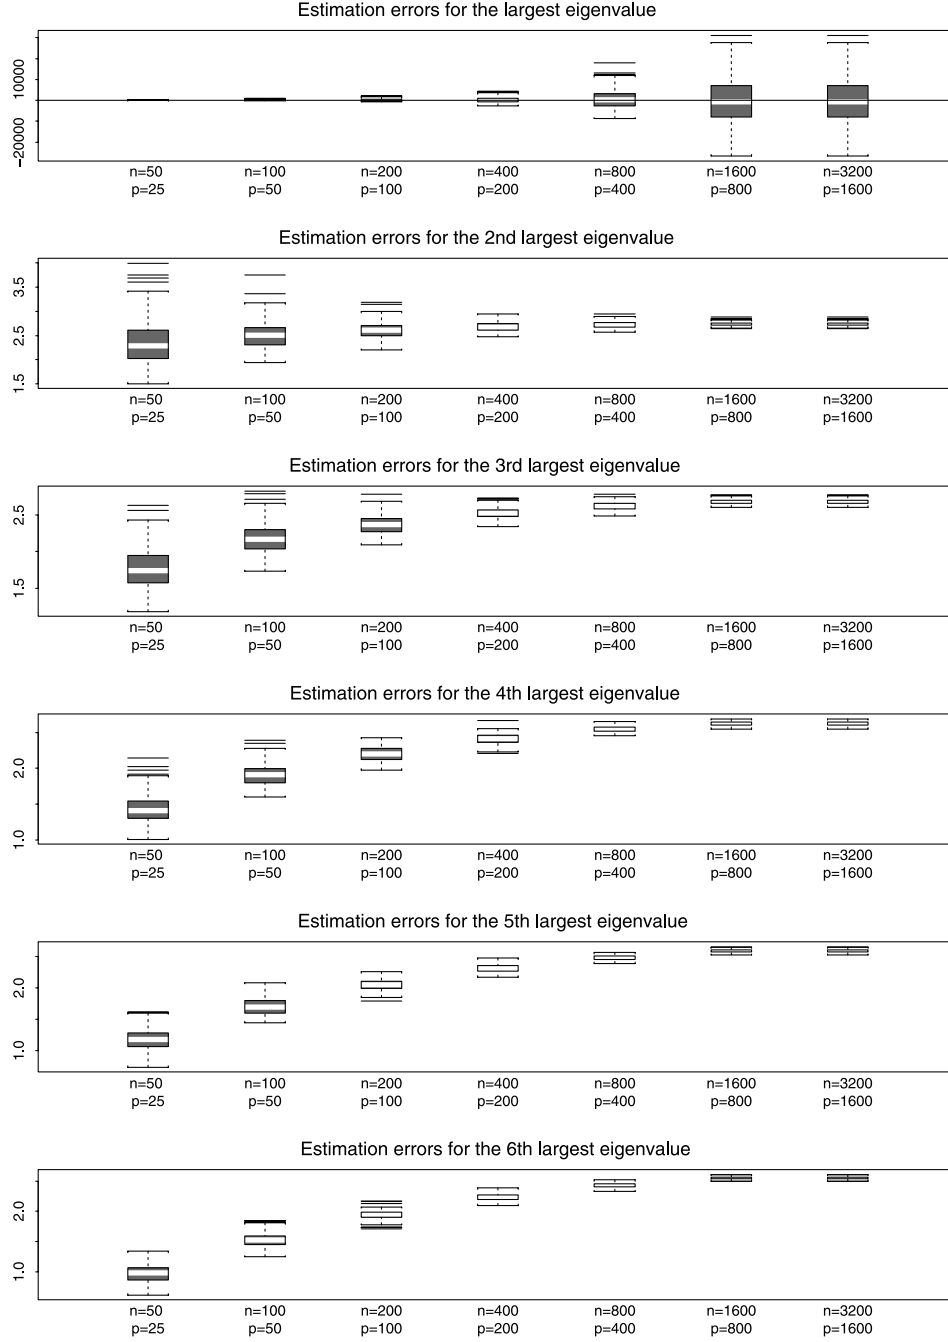 Estimation errors for the largest eigenvalue
10000
−20000
n=50 n=100 n=200 n=400 n=800 n=1600 n=3200
p=25 p=50 p=100 p=200 p=400 p=800 p=1600
Estimation errors for the 2nd largest eigenvalue
3.5
2.5
1.5
n=50 n=100 n=200 n=400 n=800 n=1600 n=3200
p=25 p=50 p=100 p=200 p=400 p=800 p=1600
Estimation errors for the 3rd largest eigenvalue
2.5
1.5
n=50 n=100 n=200 n=400 n=800 n=1600 n=3200
p=25 p=50 p=100 p=200 p=400 p=800 p=1600
Estimation errors for the 4th largest eigenvalue
2.0
1.0
n=50 n=100 n=200 n=400 n=800 n=1600 n=3200
p=25 p=50 p=100 p=200 p=400 p=800 p=1600
Estimation errors for the 5th largest eigenvalue
2.0
1.0
n=50 n=100 n=200 n=400 n=800 n=1600 n=3200
p=25 p=50 p=100 p=200 p=400 p=800 p=1600
Estimation errors for the 6th largest eigenvalue
2.0
1.0
n=50 n=100 n=200 n=400 n=800 n=1600 n=3200
p=25 p=50 p=100 p=200 p=400 p=800 p=1600